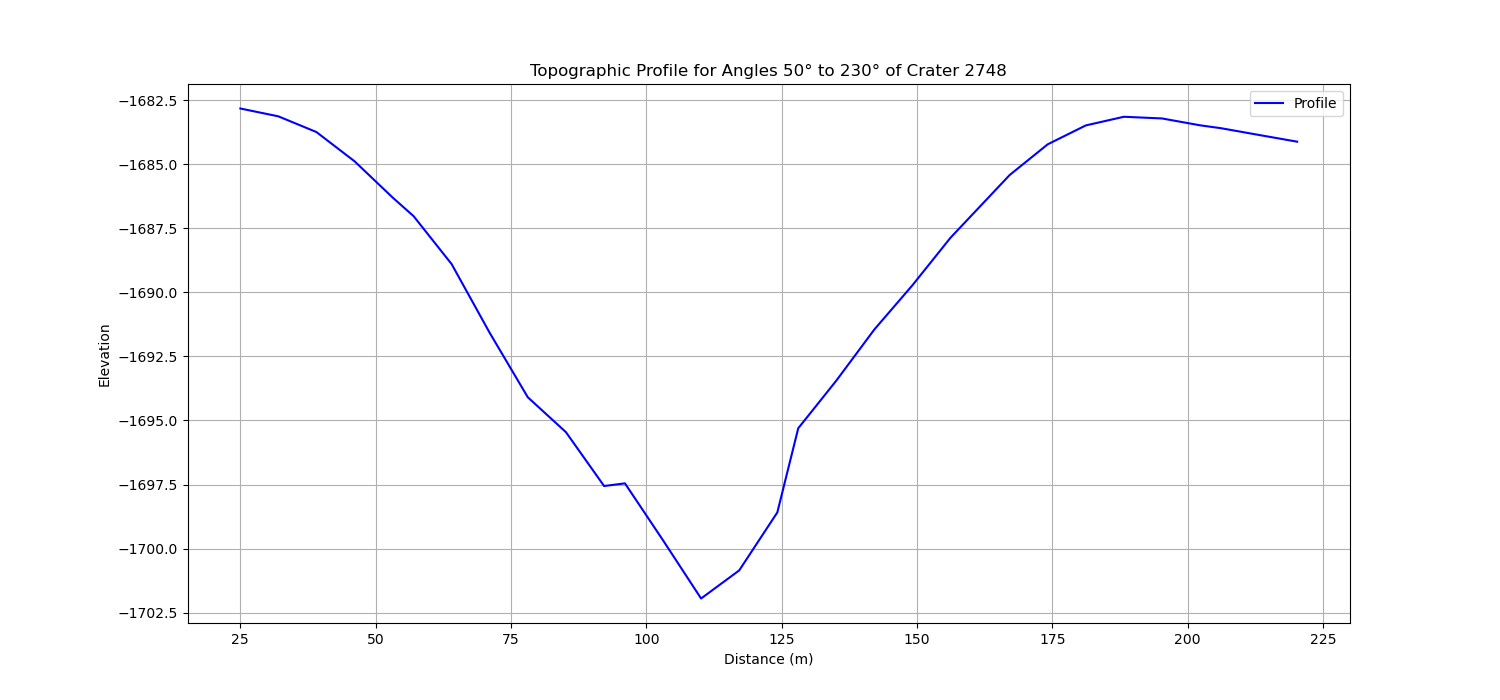 Topographic Profile for Angles 50° to 230° of Crater 2748
Profile
−1682.5
−1685.0
−1687.5
−1690.0
−1692.5
−1695.0
−1697.5
−1700.0
−1702.5
Elevation
25 50 75 100 125 150 175 200 225
Distance (m)